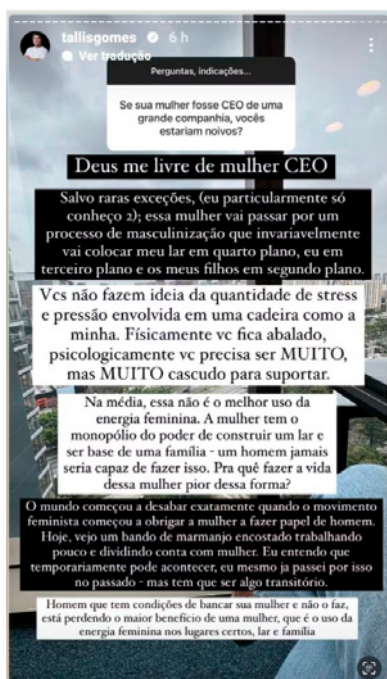 tallisgomes 6 h
Ver tradução
Perguntas, indicações...
Se sua mulher fosse CEO de uma
grande companhia, vocês
estariam noivos?
Deus me livre de mulher CEO
Salvo raras exceções, (eu particularmente só
conheço 2); essa mulher vai passar por um
processo de masculinização que invariavelmente
vai colocar meu lar em quarto plano, eu em
terceiro plano e os meus filhos em segundo plano.
Vcs não fazem ideia da quantidade de stress
e pressão envolvida em uma cadeira como a
minha. Físicamente vc fica abalado,
psicologicamente vc precisa ser MUITO,
mas MUITO cascudo para suportar.
Na média, essa não é o melhor uso da
energia feminina. A mulher tem o
monopólio do poder de construir um lar e
ser base de uma família - um homem jamais
seria capaz de fazer isso. Pra quê fazer a vida
dessa mulher pior dessa forma?
O mundo começou a desabar exatamente quando o movimento
feminista começou a obrigar a mulher a fazer papel de homem.
Hoje, vejo um bando de marmanjo encostado trabalhando
pouco e dividindo conta com mulher. Eu entendo que
temporariamente pode acontecer, eu mesmo ja passei por isso
no passado - mas tem que ser algo transitório.
Homem que tem condições de bancar sua mulher e não o faz,
está perdendo o maior benefício de uma mulher, que é o uso da
energia feminina nos lugares certos, lar e família